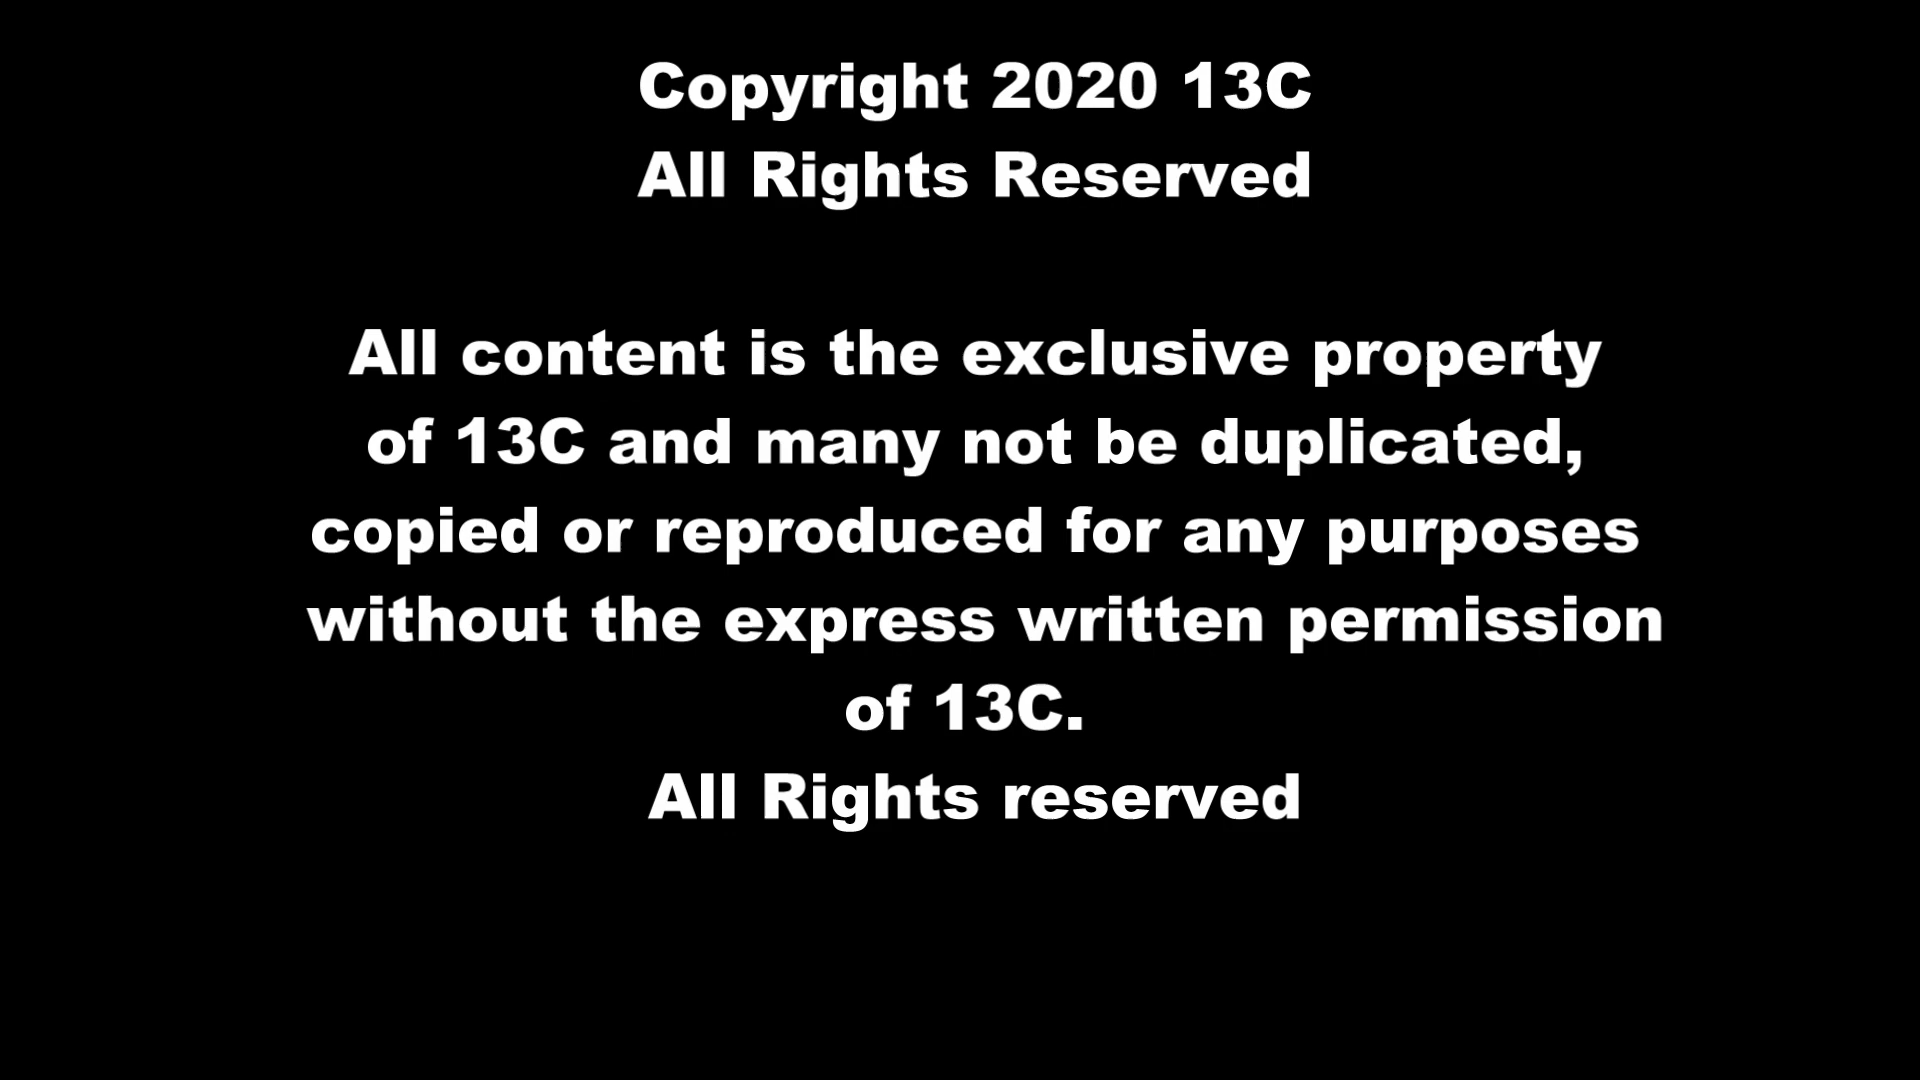 Copyright 2020 13C
All Rights Reserved
All content is the exclusive property
of 13C and many not be duplicated,
copied or reproduced for any purposes
without the express written permission
of 13C.
All Rights reserved